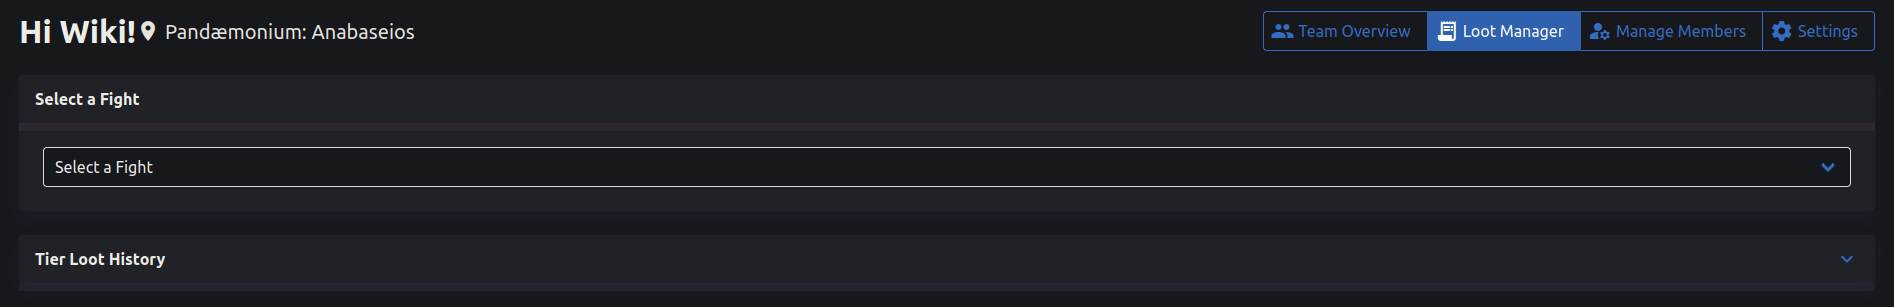 Hi Wiki! Pandæmonium: Anabaseios
Team Overview Loot Manager Manage Members Settings
Select a Fight
Select a Fight
Tier Loot History